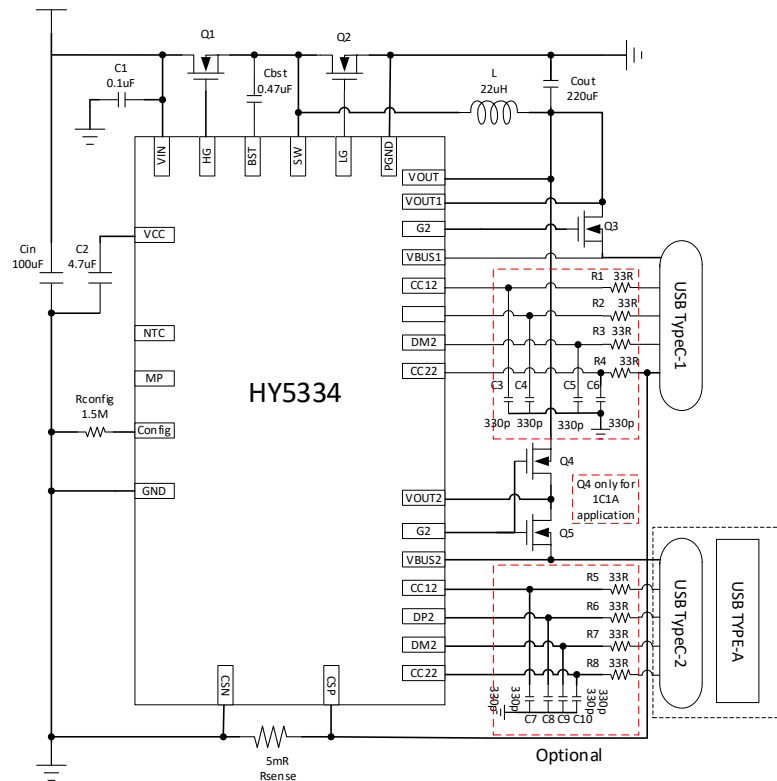 Q1
Q2
C1
0.1uF
Cbst
0.47uF
L
22uH
Cout
220uF
VIN
HG
BST
SW
LG
PGND
VOUT
VOUT1
G2
Q3
VBUS1
VCC
Cin
100uF
C2
4.7uF
CC12
R1 33R
R2 33R
DM2
R3 33R
CC22
R4 33R
USB TypeC-1
NTC
MP
HY5334
C3 C4 C5 C6
330p 330p 330p 330p
Rconfig
1.5M
Config
GND
Q4
Q4 only for
1C1A
application
VOUT2
G2
Q5
VBUS2
CC12
R5 33R
DP2
R6 33R
DM2
R7 33R
CC22
R8 33R
USB TypeC-2
USB TYPE-A
330p 330p 330p 330p
C7 C8 C9 C10
CSN
CSP
5mR
Rsense
Optional